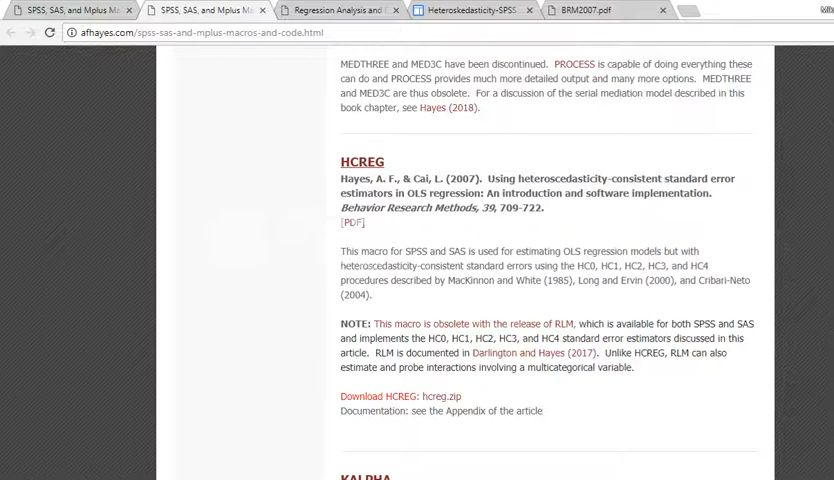 SPSS, SAS, and Mplus Ma
SPSS, SAS, and Mplus Ma
Regression Analysis and
Heteroskedasticity-SPSS
BRM2007.pdf
afhayes.com/spss-sas-and-mplus-macros-and-code.html
MEDTHREE and MED3C have been discontinued. PROCESS is capable of doing everything these
can do and PROCESS provides much more detailed output and many more options. MEDTHREE
and MED3C are thus obsolete. For a discussion of the serial mediation model described in this
book chapter, see Hayes (2018).
HCREG
Hayes, A. F., & Cai, L. (2007). Using heteroscedasticity-consistent standard error
estimators in OLS regression: An introduction and software implementation.
Behavior Research Methods, 39, 709-722.
[PDF]
This macro for SPSS and SAS is used for estimating OLS regression models but with
heteroscedasticity-consistent standard errors using the HC0, HC1, HC2, HC3, and HC4
procedures described by MacKinnon and White (1985), Long and Ervin (2000), and Cribari-Neto
(2004).
NOTE: This macro is obsolete with the release of RLM, which is available for both SPSS and SAS
and implements the HC0, HC1, HC2, HC3, and HC4 standard error estimators discussed in this
article. RLM is documented in Darlington and Hayes (2017). Unlike HCREG, RLM can also
estimate and probe interactions involving a multicategorical variable.
Download HCREG: hcreg.zip
Documentation: see the Appendix of the article
KALPHA